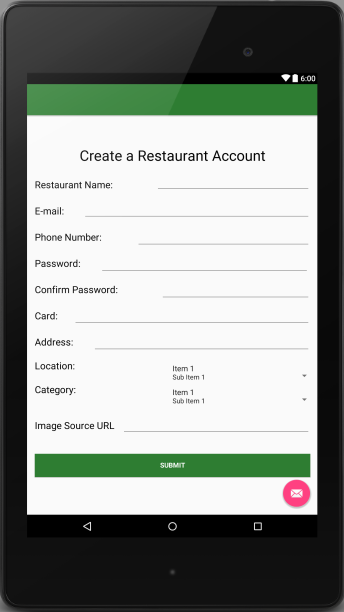 6:00
Create a Restaurant Account
Restaurant Name:
E-mail:
Phone Number:
Password:
Confirm Password:
Card:
Address:
Location:
Item 1
Sub Item 1
Category:
Item 1
Sub Item 1
Image Source URL
SUBMIT